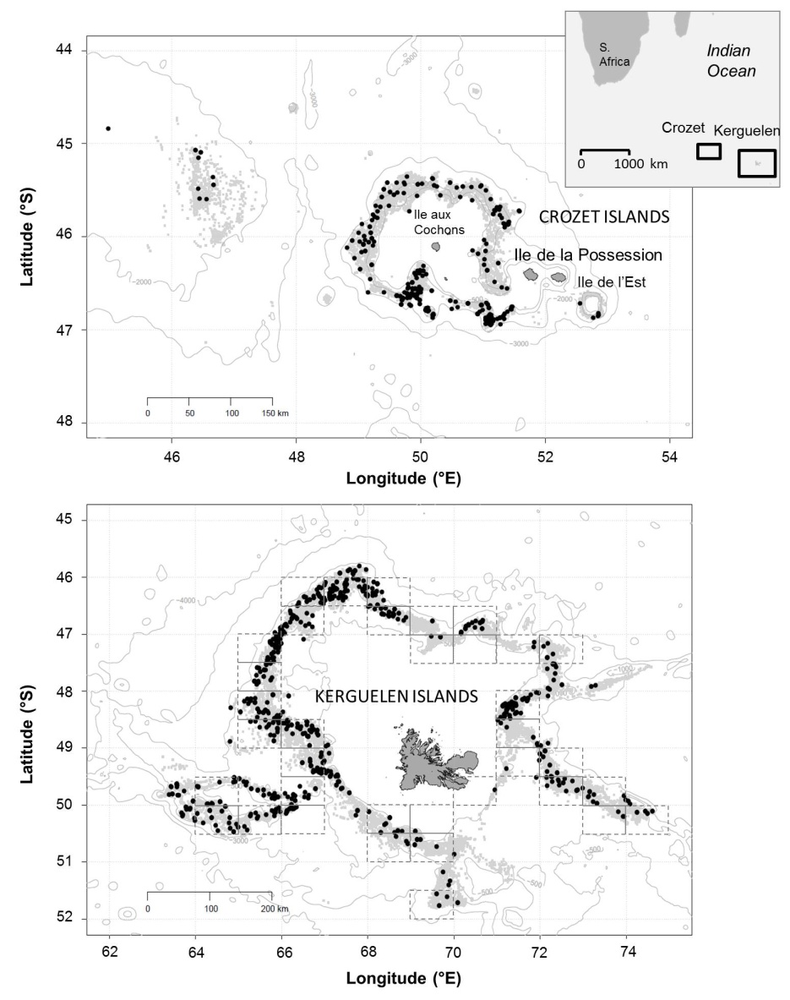 S.
Africa
Indian
Ocean
Crozet Kerguelen
0 1000 km
44
45
46
47
48
Latitude (°S)
-3000
-3000
-2000
Ile aux
Cochons
CROZET ISLANDS
Ile de la Possession
Ile de l'Est
-500
-2000
-3000
0 50 100 150 km
46 48 50 52 54
Longitude (°E)
45
46
47
48
49
50
51
52
Latitude (°S)
-4000
-1000
KERGUELEN ISLANDS
-3000
-500
-500
-500
0 100 200 km
62 64 66 68 70 72 74
Longitude (°E)